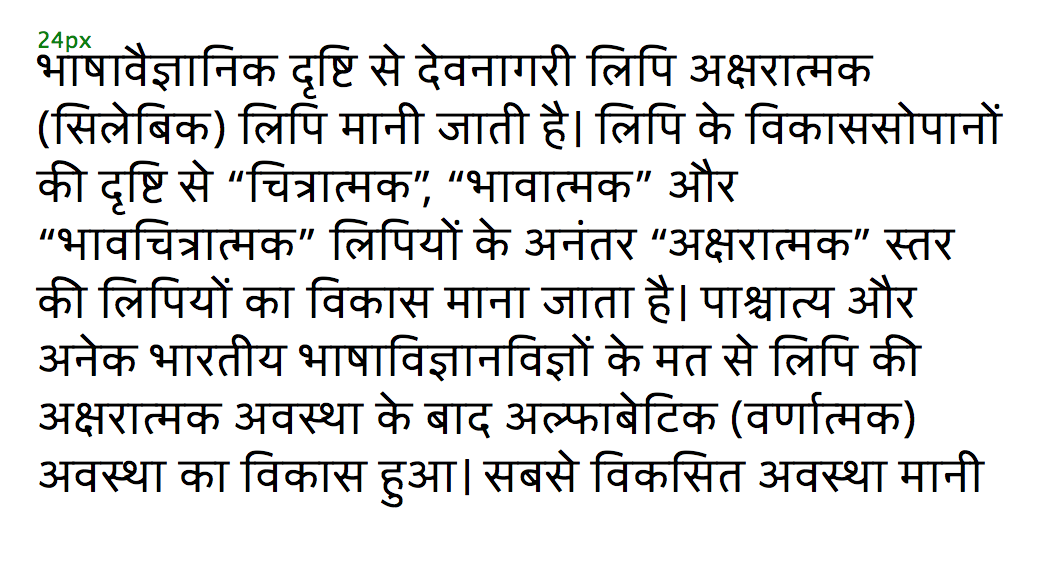 24px
भाषावैज्ञानिक दृष्टि से देवनागरी लिपि अक्षरात्मक
(सिलेबिक) लिपि मानी जाती है। लिपि के विकाससोपानों
की दृष्टि से “चित्रात्मक”, “भावात्मक” और
“भावचित्रात्मक” लिपियों के अनंतर “अक्षरात्मक” स्तर
की लिपियों का विकास माना जाता है। पाश्चात्य और
अनेक भारतीय भाषाविज्ञानविज्ञों के मत से लिपि की
अक्षरात्मक अवस्था के बाद अल्फाबेटिक (वर्णात्मक)
अवस्था का विकास हुआ। सबसे विकसित अवस्था मानी